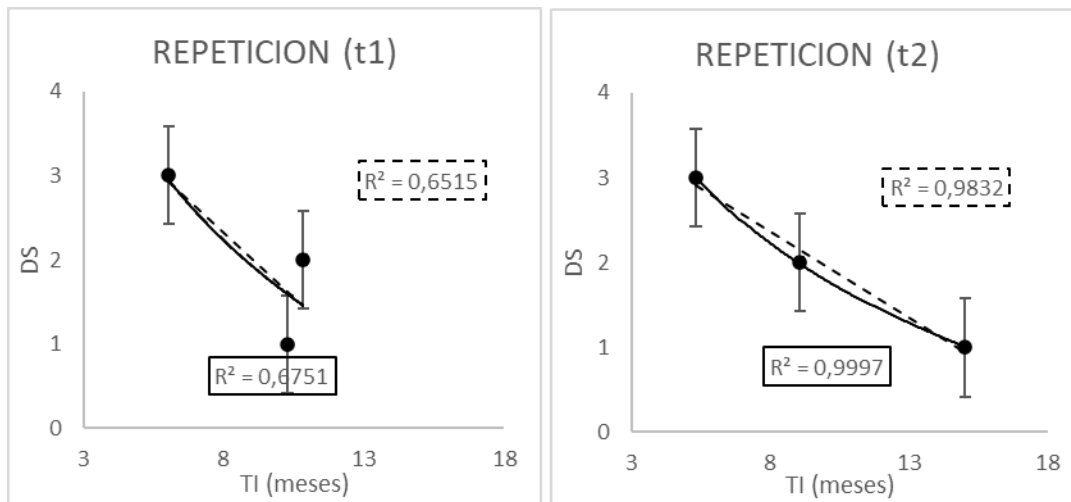 REPETICION (t1)
4
3
2
1
0
DS
R² = 0,6515
R² = 0,6751
3
8
13
18
TI (meses)
REPETICION (t2)
4
3
2
1
0
DS
R² = 0,9832
R² = 0,9997
3
8
13
18
TI (meses)